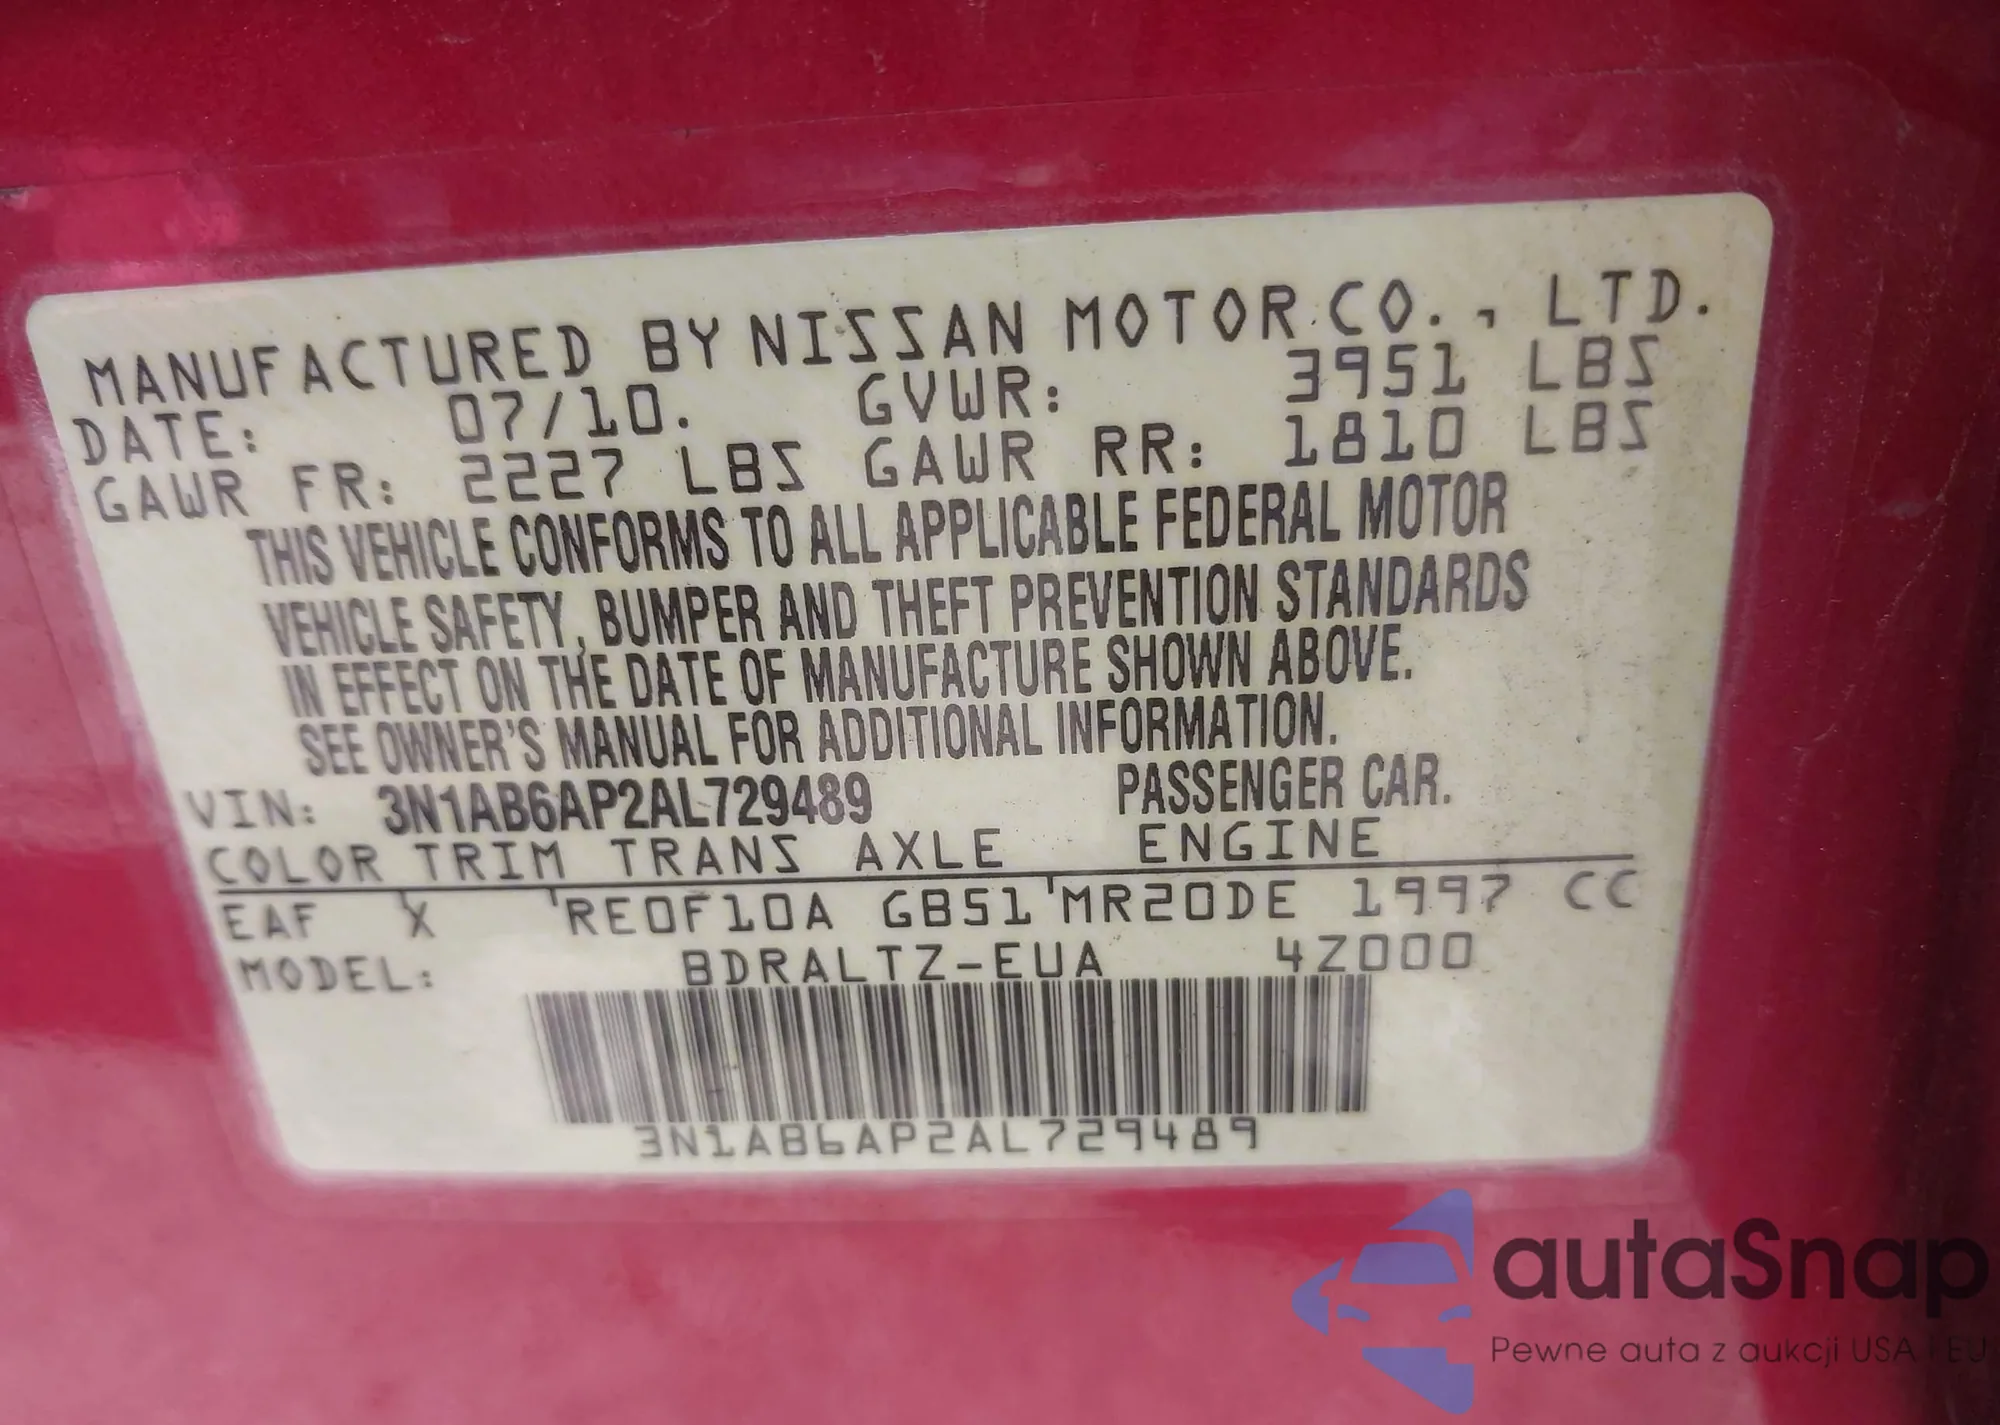 MANUFACTURED BY NISSAN MOTOR CO., LTD.
DATE: 07/10. GVWR: 3951 LBS
GAWR FR: 2227 LBS GAWR RR: 1810 LBS
THIS VEHICLE CONFORMS TO ALL APPLICABLE FEDERAL MOTOR
VEHICLE SAFETY, BUMPER AND THEFT PREVENTION STANDARDS
IN EFFECT ON THE DATE OF MANUFACTURE SHOWN ABOVE.
SEE OWNER'S MANUAL FOR ADDITIONAL INFORMATION.
VIN: 3N1AB6AP2AL729489 PASSENGER CAR.
COLOR TRIM TRANS AXLE ENGINE
EAF X RE0F10A GB51 MR20DE 1997 CC
MODEL: BDRALTZ-EUA 4Z000
3N1AB6AP2AL729489
autaSnap
Pewne auta z aukcji USA i EU